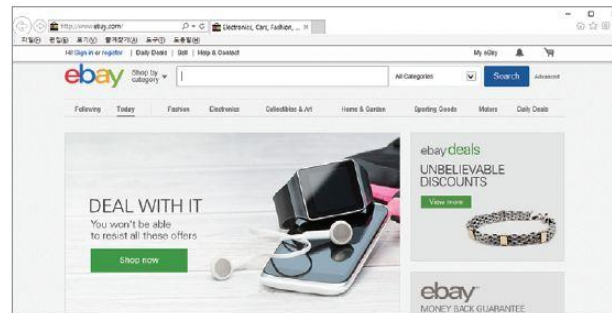 http://www.ebay.com/
Electronics, Cars, Fashion, ...
파일(F) 편집(E) 보기(V) 즐겨찾기(A) 도구(T) 도움말(H)
Hi! Sign in or register | Daily Deals | Sell | Help & Contact
My eBay
ebay
Shop by category
All Categories
Search
Advanced
Following Today Fashion Electronics Collectibles & Art Home & Garden Sporting Goods Motors Daily Deals
DEAL WITH IT
You won't be able
to resist all these offers
Shop now
ebay deals
UNBELIEVABLE
DISCOUNTS
View more
ebay
MONEY BACK GUARANTEE